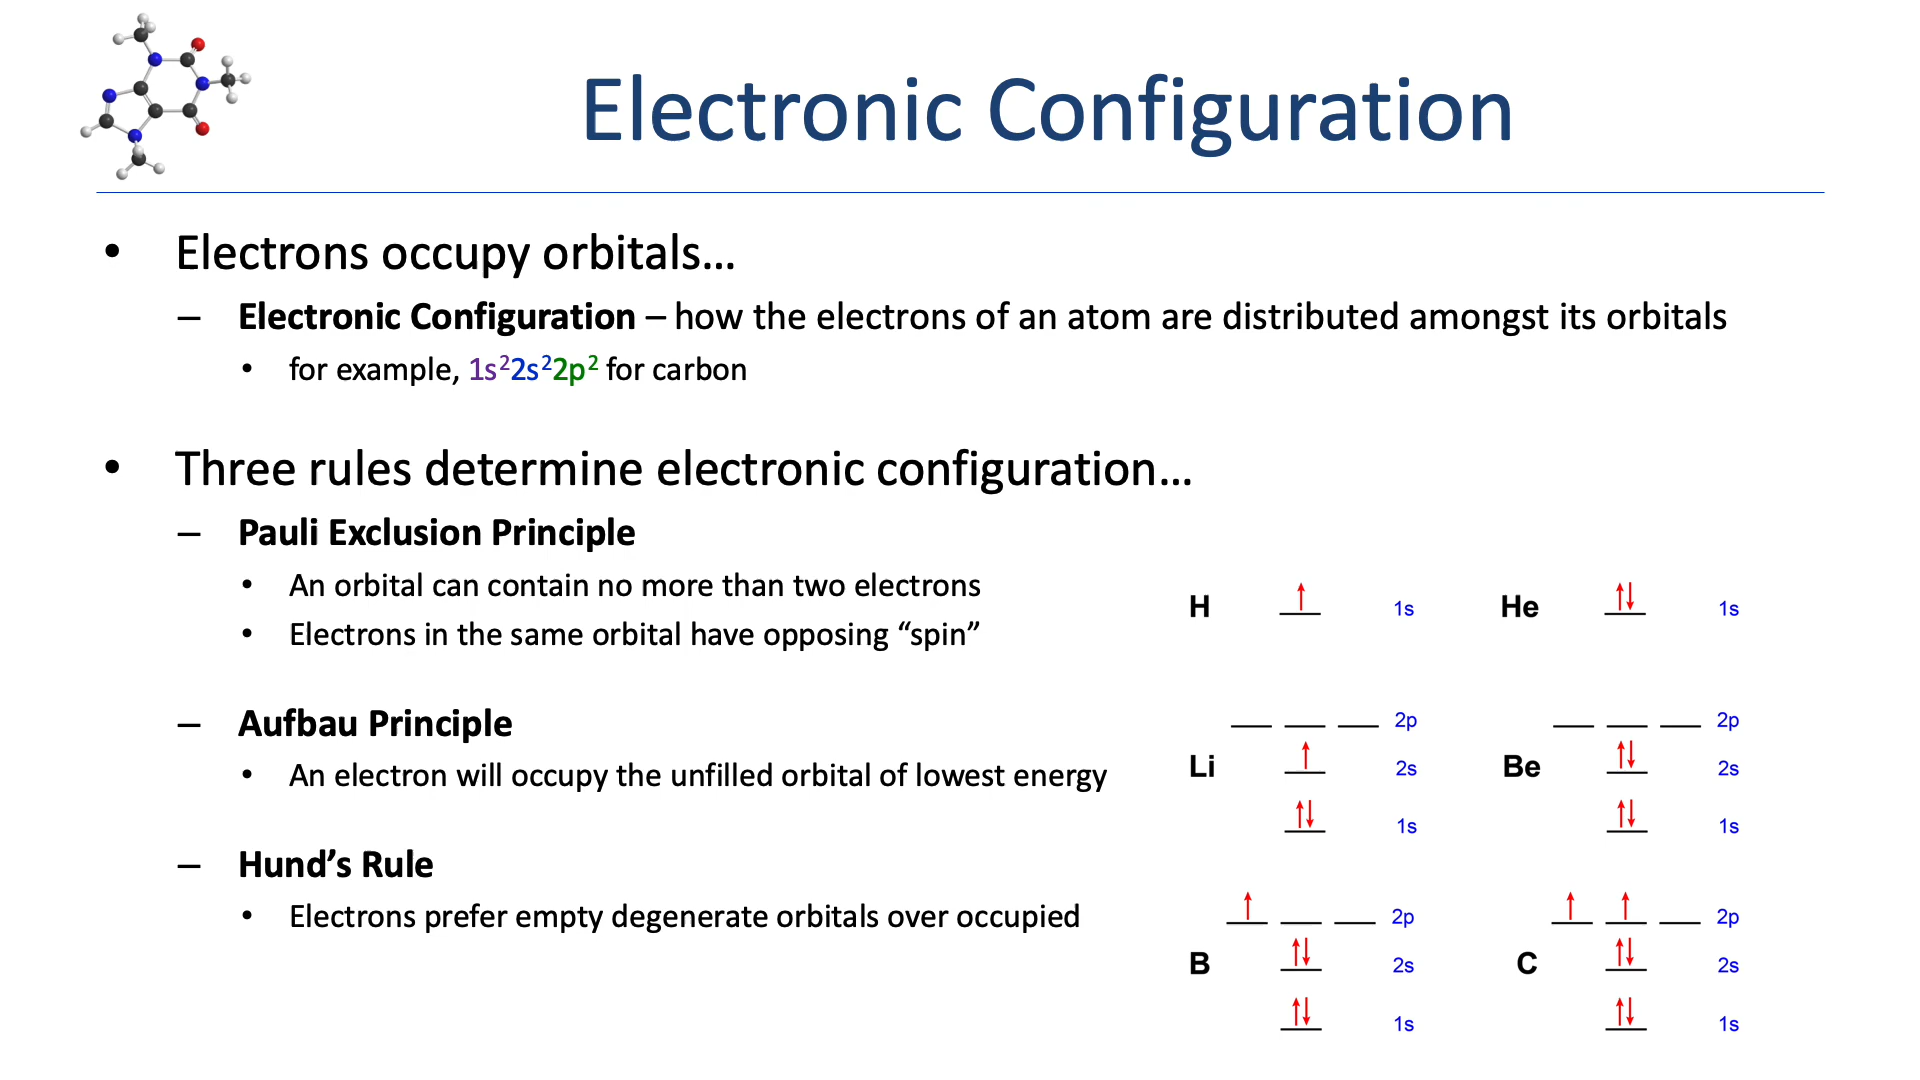 Electronic Configuration
• Electrons occupy orbitals…
– Electronic Configuration – how the electrons of an atom are distributed amongst its orbitals
• for example, 1s²2s²2p² for carbon
• Three rules determine electronic configuration…
– Pauli Exclusion Principle
• An orbital can contain no more than two electrons
• Electrons in the same orbital have opposing “spin”
– Aufbau Principle
• An electron will occupy the unfilled orbital of lowest energy
– Hund’s Rule
• Electrons prefer empty degenerate orbitals over occupied
H 1s
He 1s
2p
Li 2s
1s
2p
Be 2s
1s
2p
B 2s
1s
2p
C 2s
1s